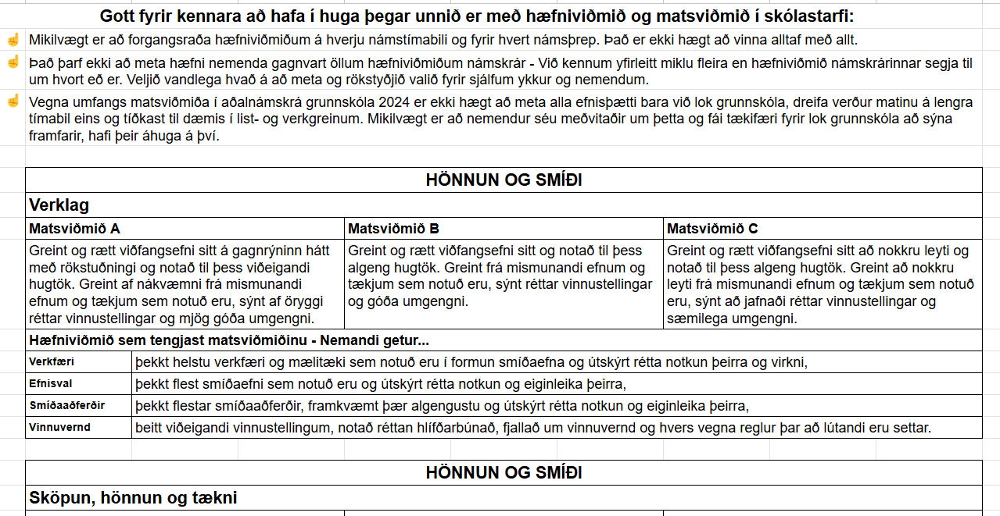 Gott fyrir kennara að hafa í huga þegar unnið er með hæfniviðmið og matsviðmið í skólastarfi:
Mikilvægt er að forgangsraða hæfniviðmiðum á hverju námstímabili og fyrir hvert námsþrep. Það er ekki hægt að vinna alltaf með allt.
Það þarf ekki að meta hæfni nemenda gagnvart öllum hæfniviðmiðum námskrár - Við kennum yfirleitt miklu fleira en hæfniviðmið námskrárinnar segja til
um hvort eð er. Veljið vandlega hvað á að meta og rökstyðjið valið fyrir sjálfum ykkur og nemendum.
Vegna umfangs matsviðmiða í aðalnámskrá grunnskóla 2024 er ekki hægt að meta alla efnisþætti bara við lok grunnskóla, dreifa verður matinu á lengra
tímabil eins og tíðkast til dæmis í list- og verkgreinum. Mikilvægt er að nemendur séu meðvitaðir um þetta og fái tækifæri fyrir lok grunnskóla að sýna
framfarir, hafi þeir áhuga á því.
HÖNNUN OG SMÍÐI
Verklag
Matsviðmið A
Greint og rætt viðfangsefni sitt á gagnrýninn hátt
með rökstuðningi og notað til þess viðeigandi
hugtök. Greint af nákvæmni frá mismunandi
efnum og tækjum sem notuð eru, sýnt af öryggi
réttar vinnustellingar og mjög góða umgengni.
Matsviðmið B
Greint og rætt viðfangsefni sitt og notað til þess
algeng hugtök. Greint frá mismunandi efnum og
tækjum sem notuð eru, sýnt réttar vinnustellingar
og góða umgengni.
Matsviðmið C
Greint og rætt viðfangsefni sitt að nokkru leyti og
notað til þess algeng hugtök. Greint að nokkru
leyti frá mismunandi efnum og tækjum sem notuð
eru, sýnt að jafnaði réttar vinnustellingar og
sæmilega umgengni.
Hæfniviðmið sem tengjast matsviðmiðinu - Nemandi getur...
Verkfæri þekkt helstu verkfæri og mælitæki sem notuð eru í formun smíðaefna og útskýrt rétta notkun þeirra og virkni,
Efnisval þekkt flest smíðaefni sem notuð eru og útskýrt rétta notkun og eiginleika þeirra,
Smíðaaðferðir þekkt flestar smíðaaðferðir, framkvæmt þær algengustu og útskýrt rétta notkun og eiginleika þeirra,
Vinnuvernd beitt viðeigandi vinnustellingum, notað réttan hlífðarbúnað, fjallað um vinnuvernd og hvers vegna reglur þar að lútandi eru settar.
HÖNNUN OG SMÍÐI
Sköpun, hönnun og tækni